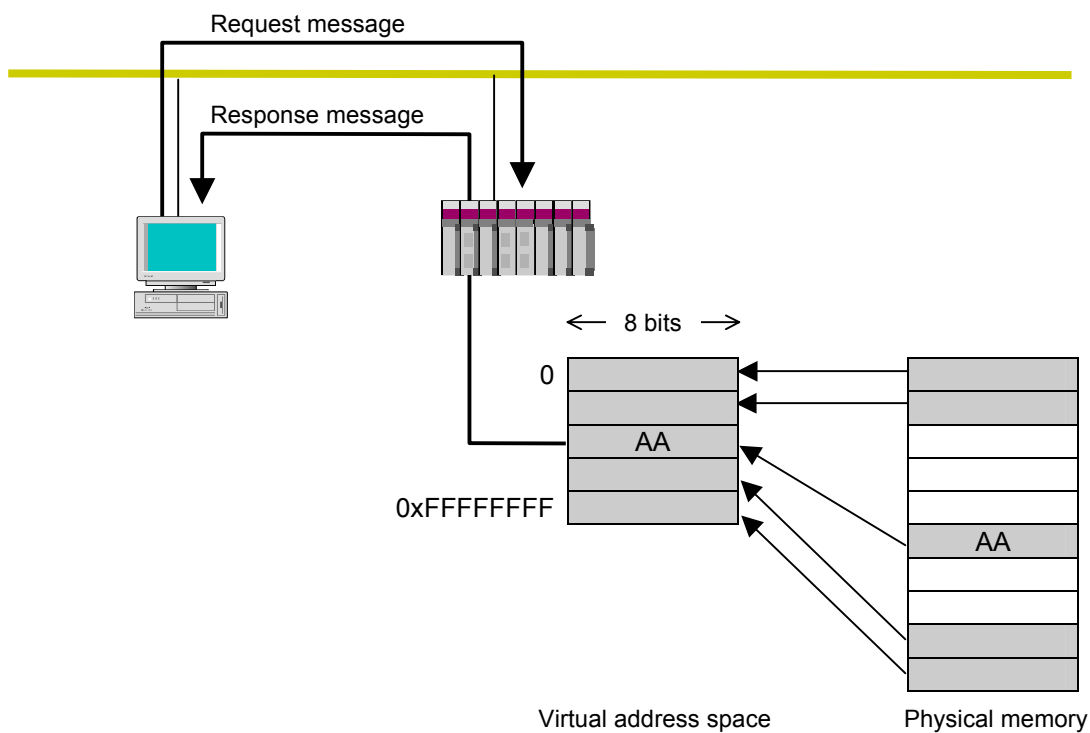 Request message
Response message
8 bits
0
AA
0xFFFFFFFF
AA
Virtual address space
Physical memory